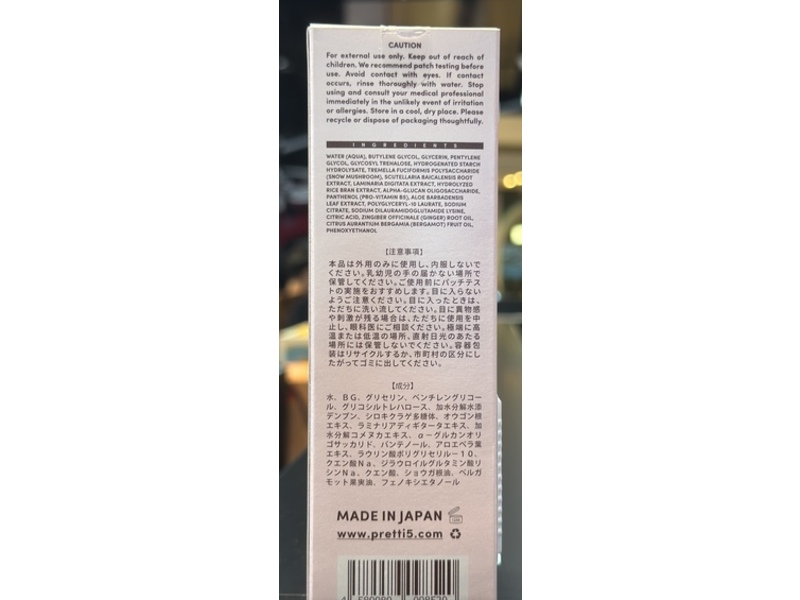 CAUTION
For external use only. Keep out of reach of
children. We recommend patch testing before
use. Avoid contact with eyes. If contact
occurs, rinse thoroughly with water. Stop
using and consult your medical professional
immediately in the unlikely event of irritation
or allergies. Store in a cool, dry place. Please
recycle or dispose of packaging thoughtfully.
INGREDIENTS
WATER (AQUA), BUTYLENE GLYCOL, GLYCERIN, PENTYLENE
GLYCOL, GLYCOSYL TREHALOSE, HYDROGENATED STARCH
HYDROLYSATE, TREMELLA FUCIFORMIS POLYSACCHARIDE
(SNOW MUSHROOM), SCUTELLARIA BAICALENSIS ROOT
EXTRACT, LAMINARIA DIGITATA EXTRACT, HYDROLYZED
RICE BRAN EXTRACT, ALPHA-GLUCAN OLIGOSACCHARIDE,
PANTHENOL (PRO-VITAMIN B5), ALOE BARBADENSIS
LEAF EXTRACT, POLYGLYCERYL-10 LAURATE, SODIUM
CITRATE, SODIUM DILAURAMIDOGLUTAMIDE LYSINE,
CITRIC ACID, ZINGIBER OFFICINALE (GINGER) ROOT OIL,
CITRUS AURANTIUM BERGAMIA (BERGAMOT) FRUIT OIL,
PHENOXYETHANOL
【注意事項】
本品は外用のみに使用し、内服しないで
ください。乳幼児の手の届かない場所で
保管してください。ご使用前にパッチテス
トの実施をおすすめします。目に入らない
ようご注意ください。目に入ったときは、
ただちに洗い流してください。目に異物感
や刺激が残る場合は、ただちに使用を中
止し、眼科医にご相談ください。極端に高
温または低温の場所、直射日光のあたる
場所には保管しないでください。容器包
装はリサイクルするか、市町村の区分にし
たがってゴミに出してください。
【成分】
水、ＢＧ、グリセリン、ペンチレングリコー
ル、グリコシルトレハロース、加水分解水添
デンプン、シロキクラゲ多糖体、オウゴン根
エキス、ラミナリアディギタータエキス、加
水分解コメヌカエキス、α－グルカンオリ
ゴサッカリド、パンテノール、アロエベラ葉
エキス、ラウリン酸ポリグリセリル－１０、
クエン酸Ｎａ、ジラウロイルグルタミン酸リ
シンＮａ、クエン酸、ショウガ根油、ベルガ
モット果実油、フェノキシエタノール
MADE IN JAPAN
www.pretti5.com